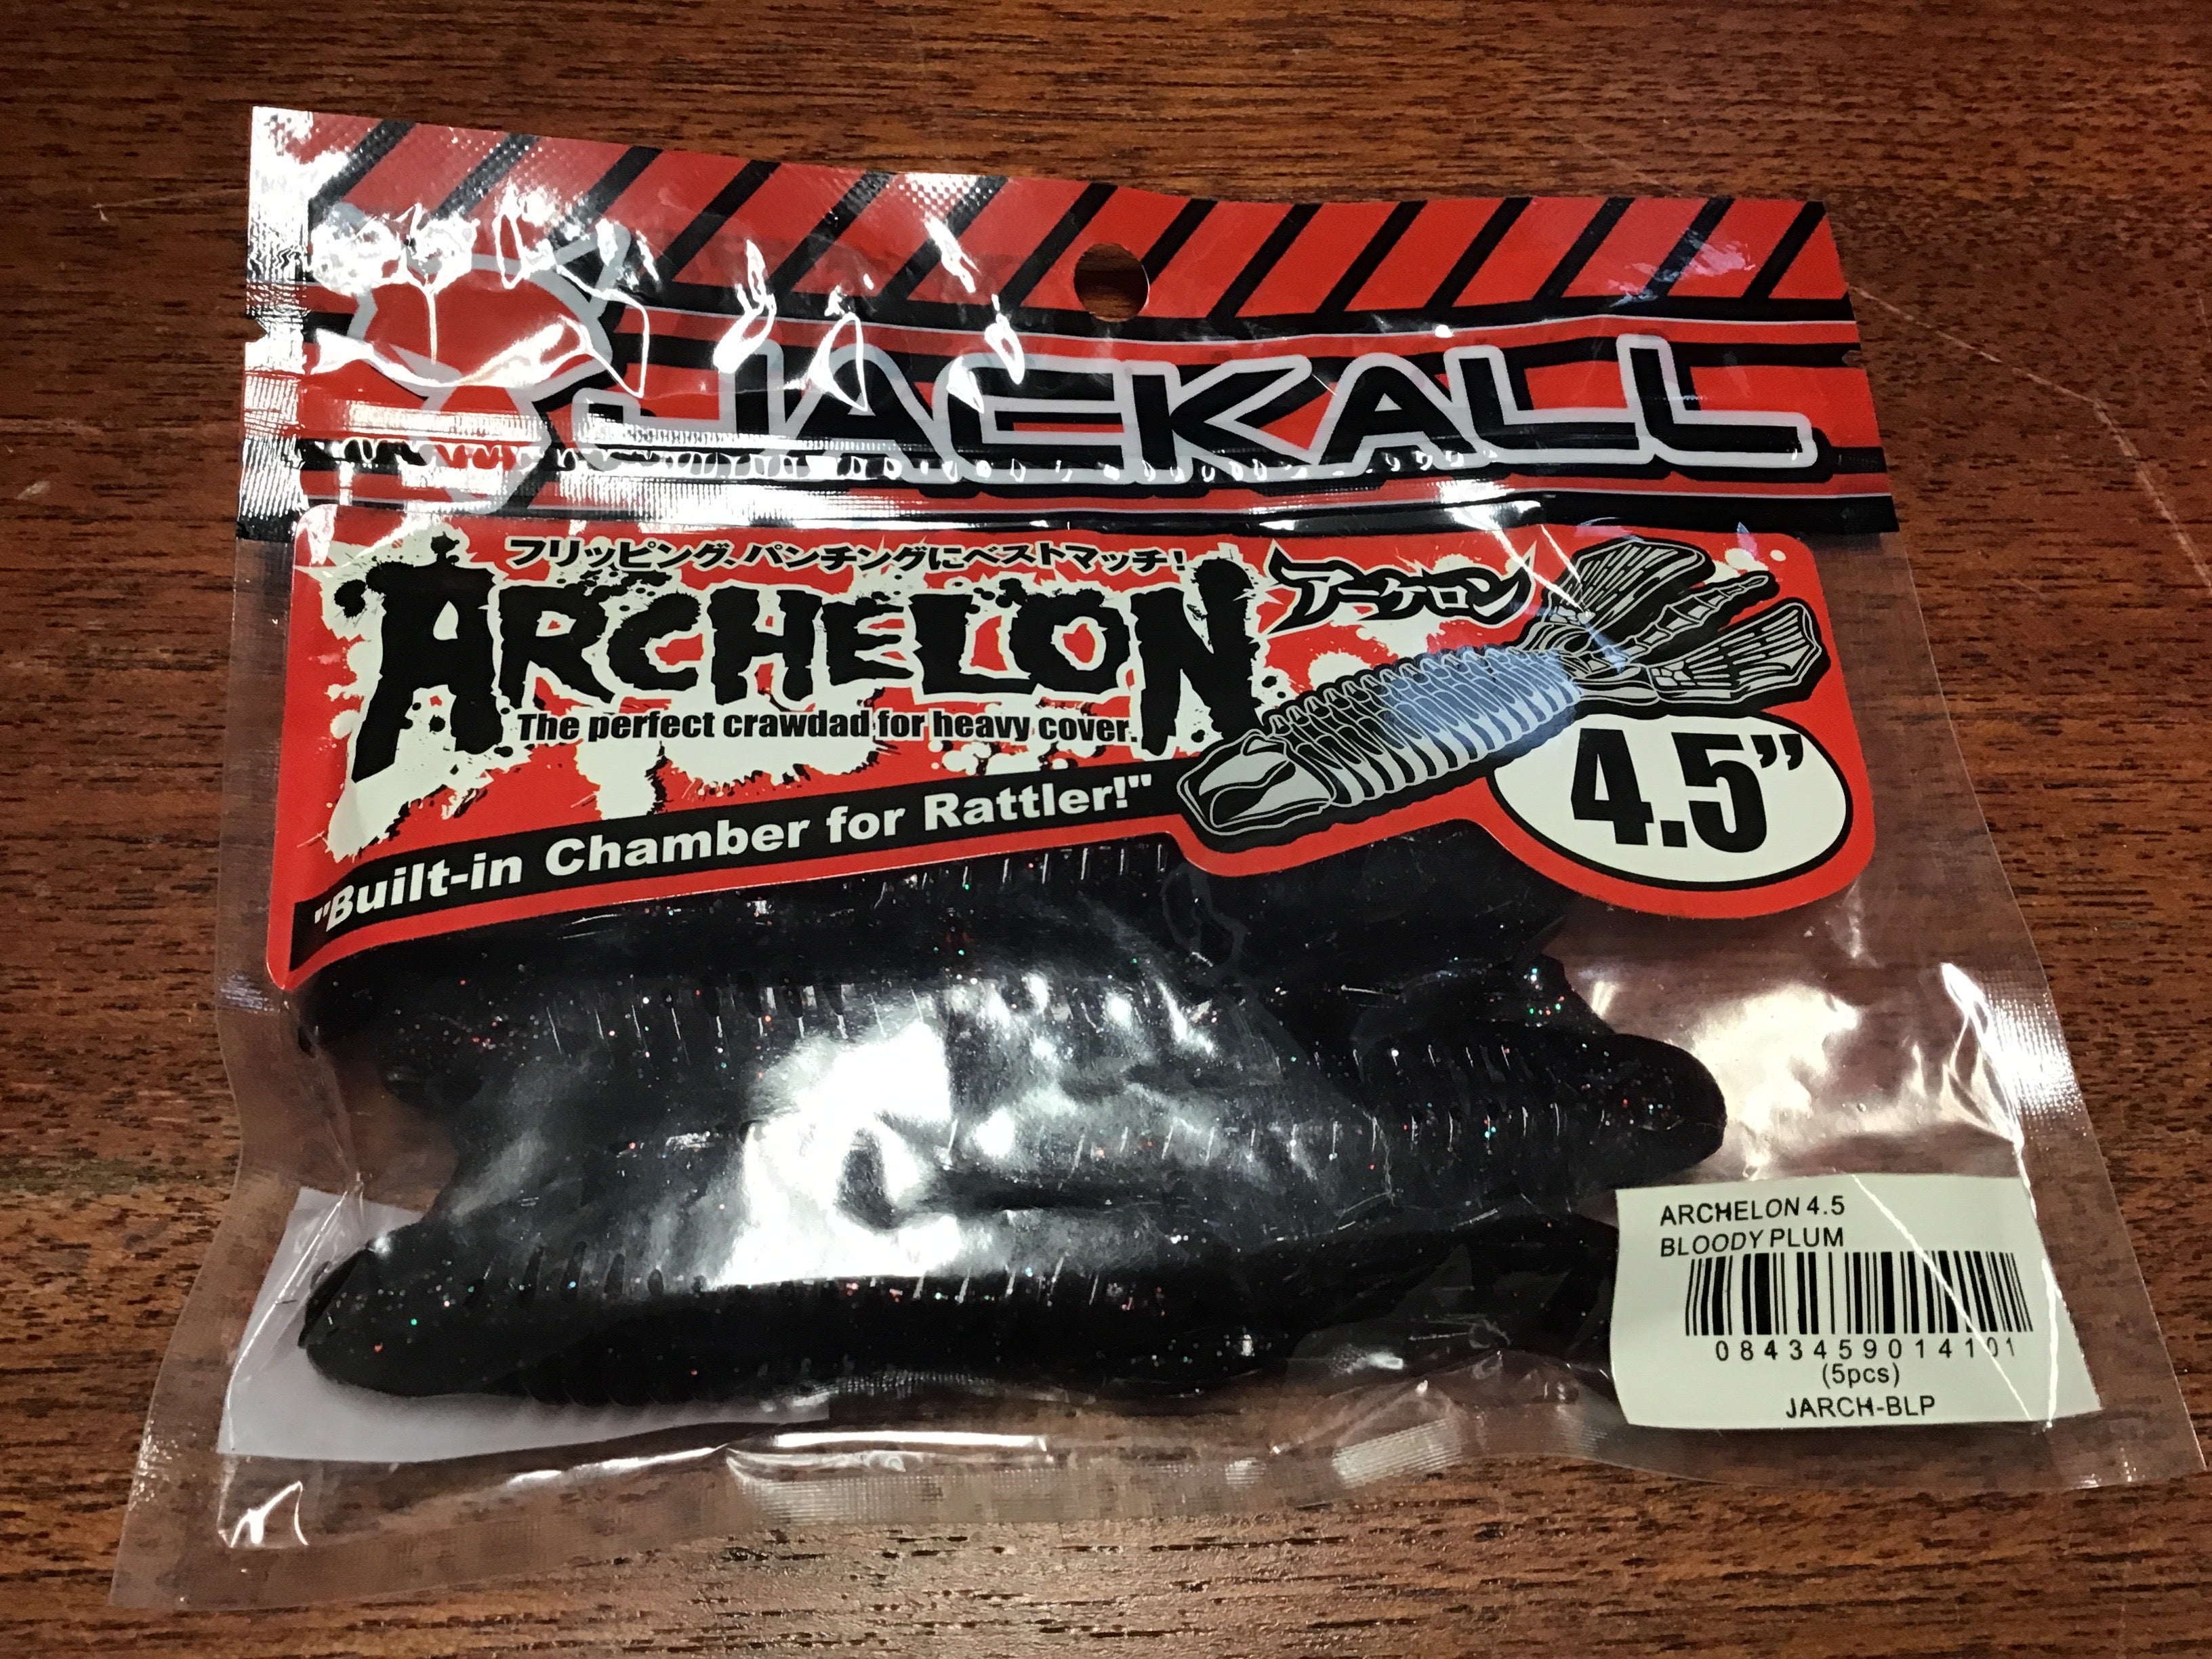 JACKALL
フリッピング、パンチングにベストマッチ!
ARCHELON
アーケロン
The perfect crawdad for heavy cover.
"Built-in Chamber for Rattler!"
4.5”
ARCHELON 4.5
BLOODY PLUM
0843459014101
(5pcs)
JARCH-BLP